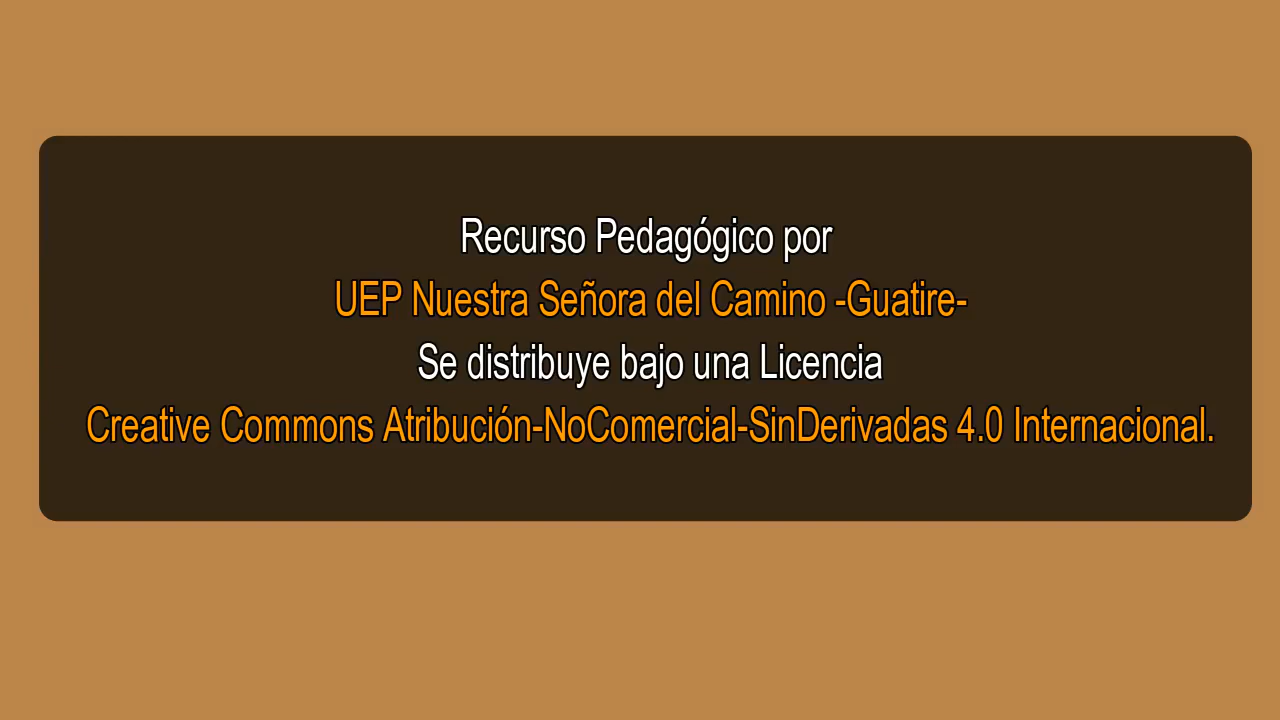 Recurso Pedagógico por
UEP Nuestra Señora del Camino -Guatire-
Se distribuye bajo una Licencia
Creative Commons Atribución-NoComercial-SinDerivadas 4.0 Internacional.